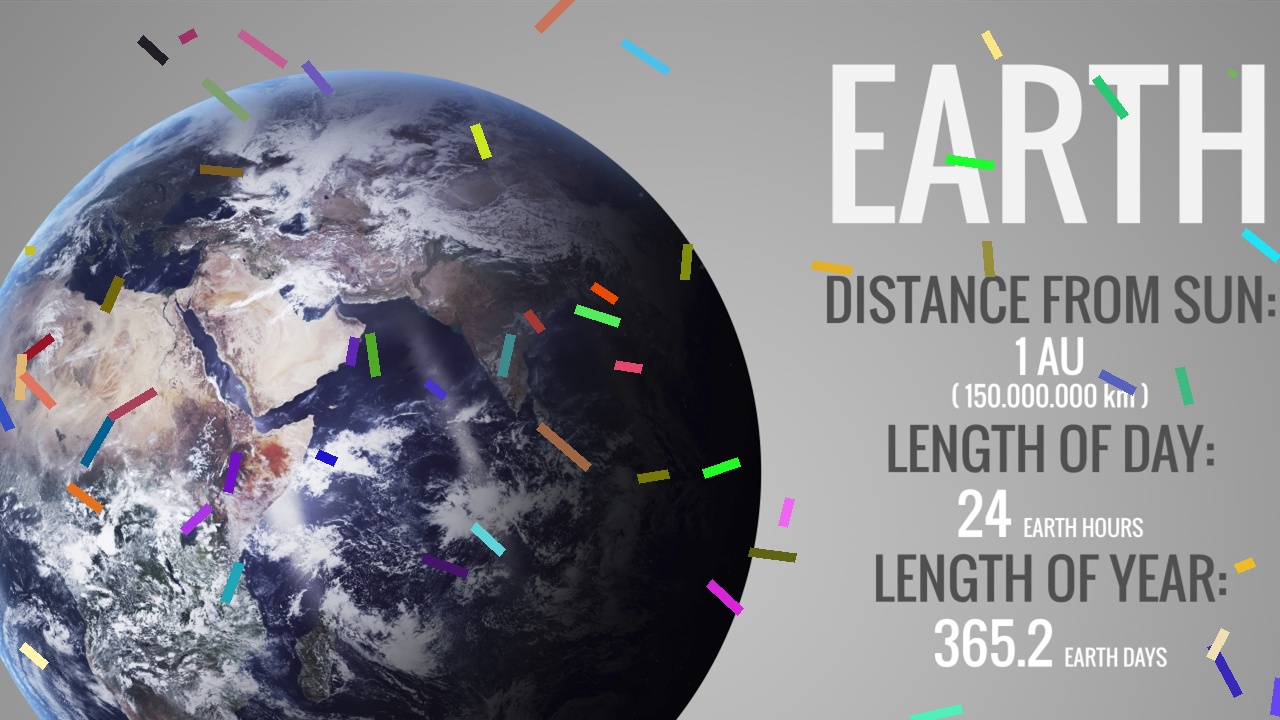 EARTH
DISTANCE FROM SUN:
1 AU
( 150.000.000 km )
LENGTH OF DAY:
24 EARTH HOURS
LENGTH OF YEAR:
365.2 EARTH DAYS